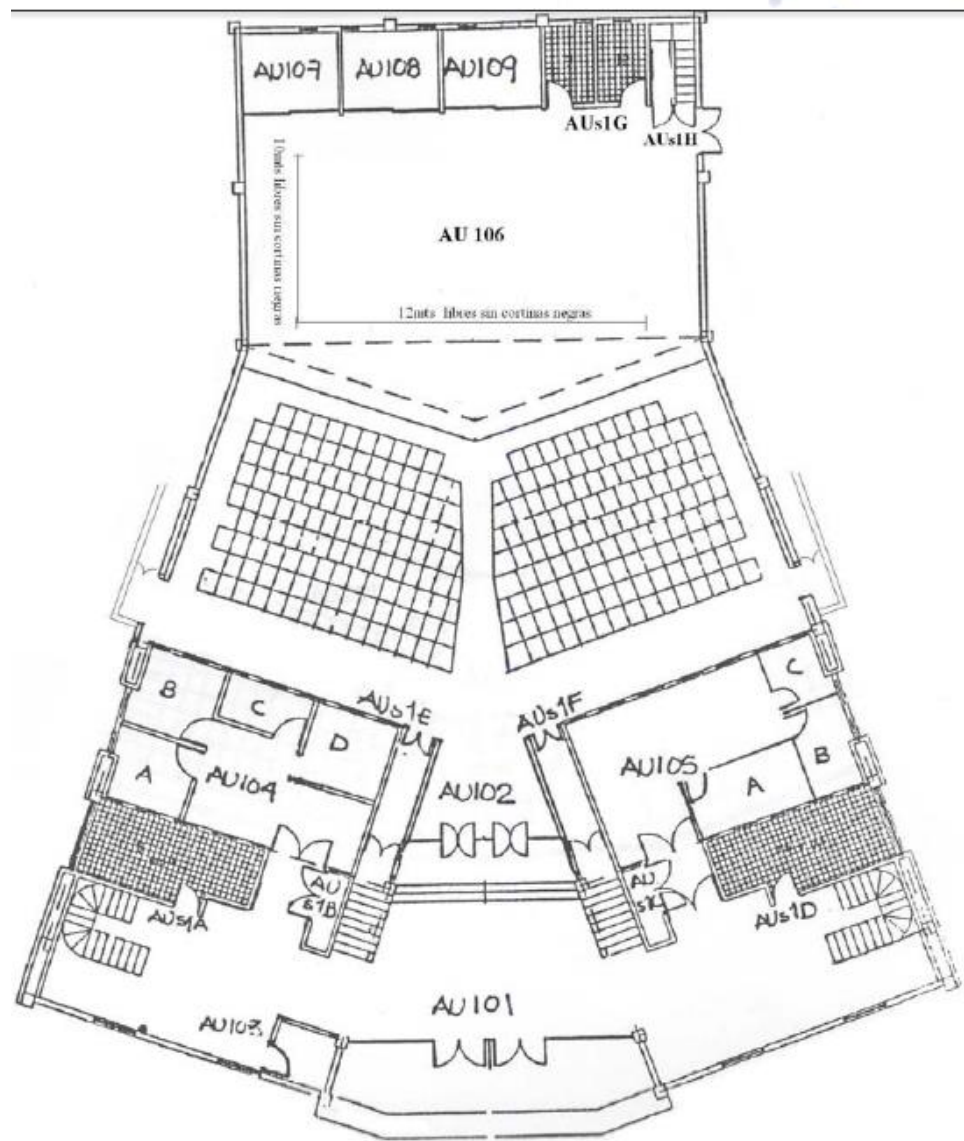 AU107
AU108
AU109
AUs1G
AUs1H
10mts libres sin cortinas negras
AU 106
12mts libres sin cortinas negras
B
C
D
A
AU104
AUs1E
AUs1F
AU102
AU105
C
B
A
AUs1A
AU
s1B
AU
AUs1D
AU101
AU103